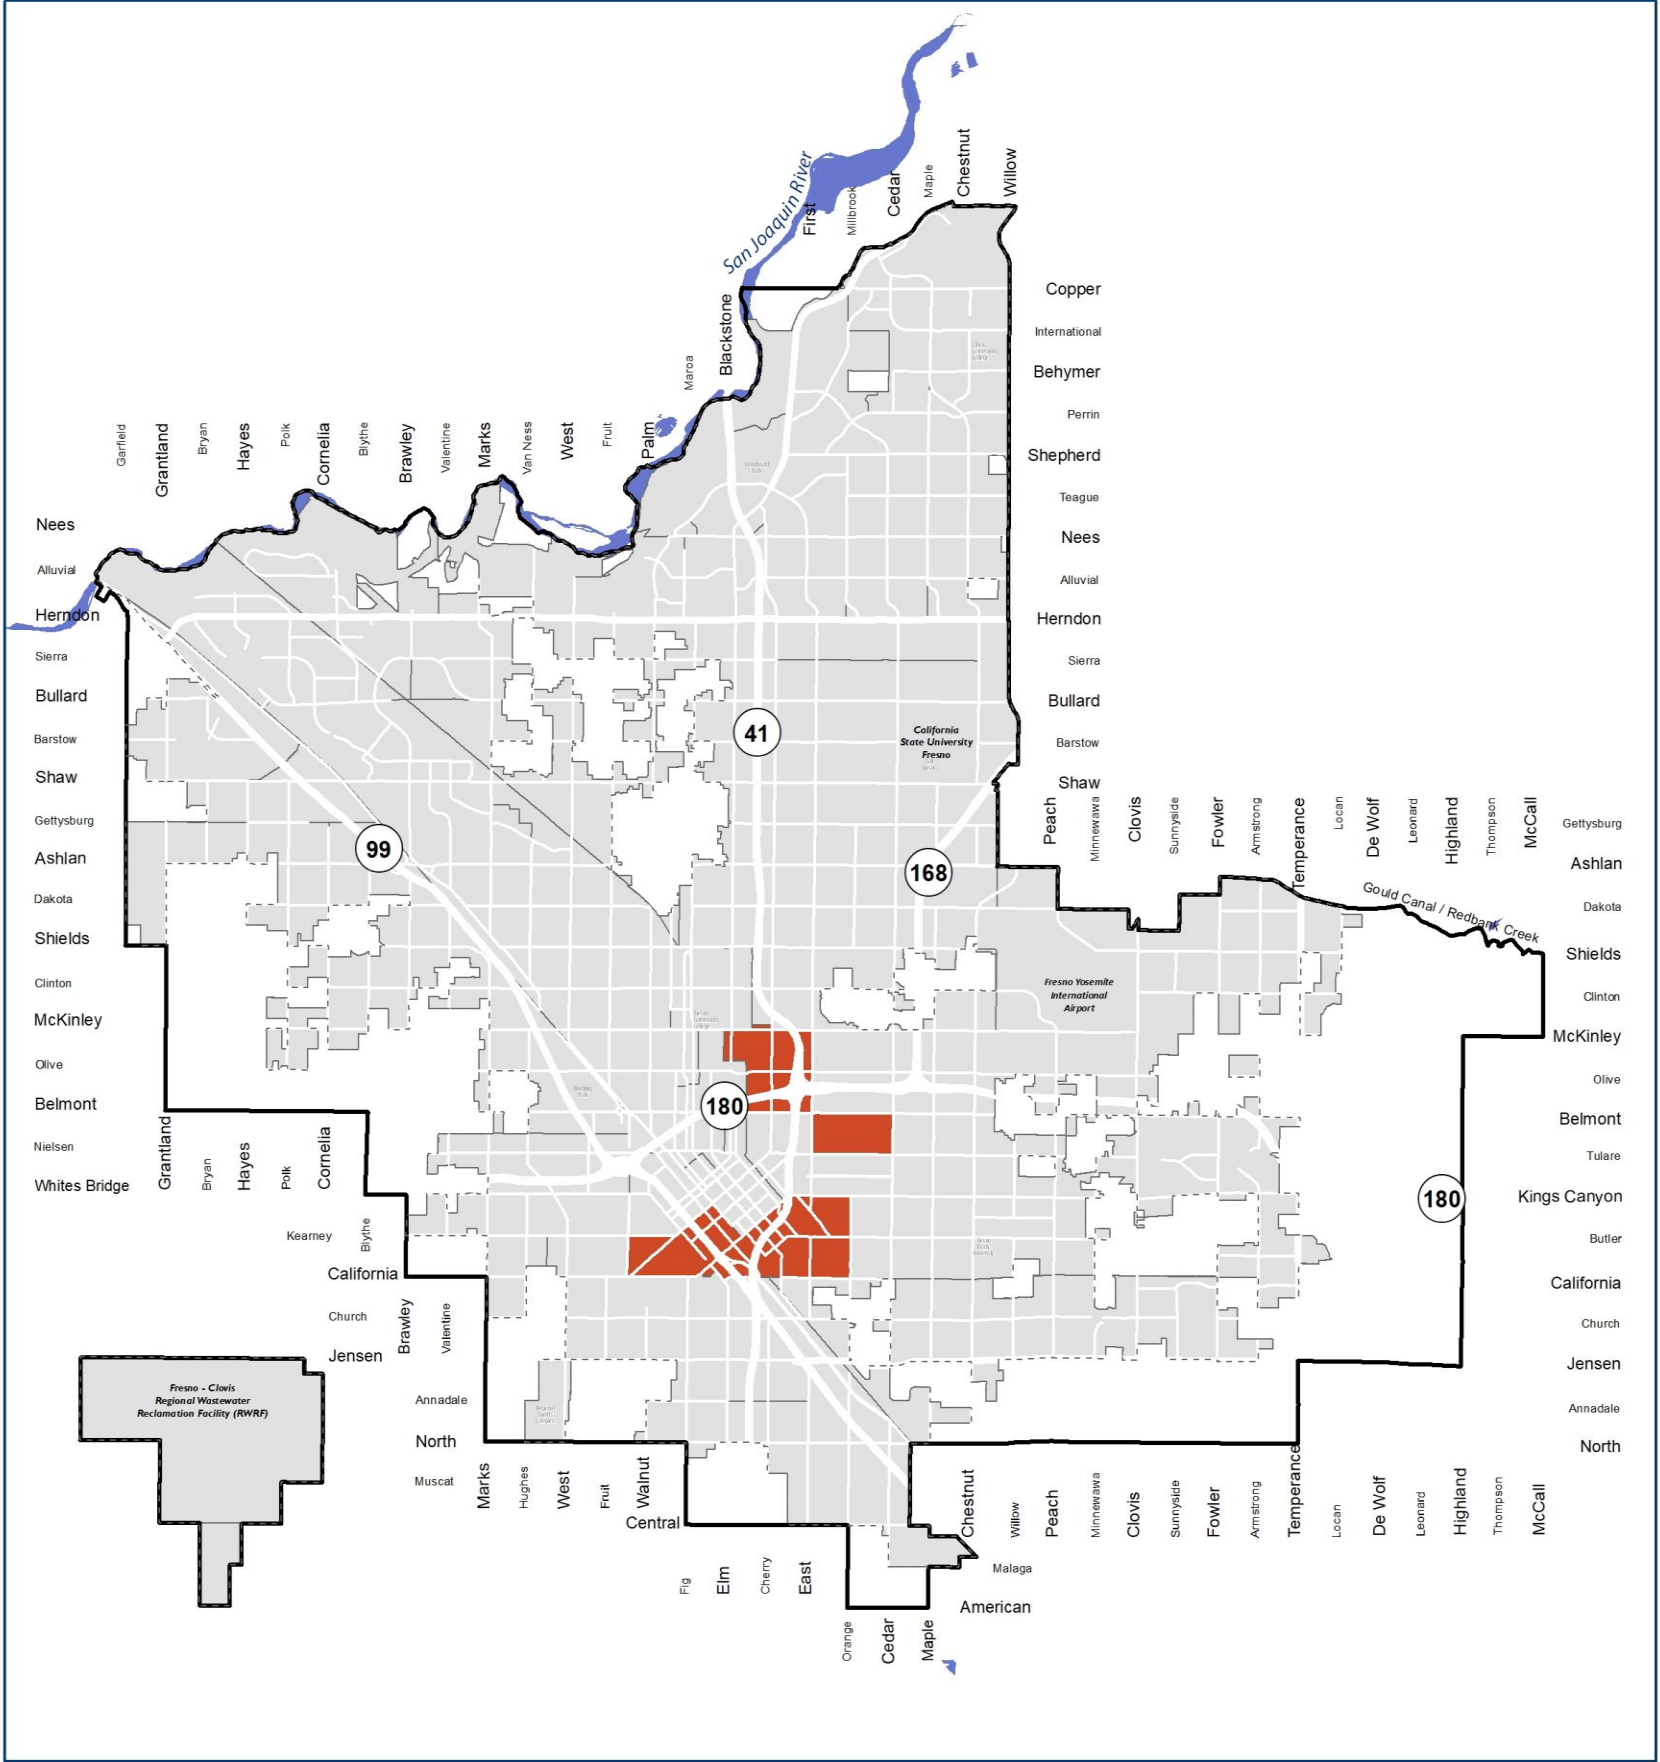 San Joaquin River
First
Millbrook
Cedar
Maple
Chestnut
Willow
Maroa
Blackstone
Garfield
Grantland
Bryan
Hayes
Polk
Cornelia
Blythe
Brawley
Valentine
Marks
Van Ness
West
Fruit
Palm
Copper
International
Behymer
Perrin
Shepherd
Teague
Nees
Alluvial
Herndon
Sierra
Bullard
Barstow
Shaw
Nees
Alluvial
Herndon
Sierra
Bullard
Barstow
Shaw
Gettysburg
Ashlan
Dakota
Shields
Clinton
McKinley
Olive
Belmont
Nielsen
Whites Bridge
41
99
168
180
180
California
State University
Fresno
Fresno Yosemite
International
Airport
Peach
Minnewawa
Clovis
Sunnyside
Fowler
Armstrong
Temperance
Locan
De Wolf
Leonard
Highland
Thompson
McCall
Gould Canal / Redbank Creek
Gettysburg
Ashlan
Dakota
Shields
Clinton
McKinley
Olive
Belmont
Tulare
Kings Canyon
Butler
California
Church
Jensen
Annadale
North
Grantland
Bryan
Hayes
Polk
Cornelia
Kearney
Blythe
California
Church
Jensen
Brawley
Valentine
Annadale
North
Muscat
Fresno - Clovis
Regional Wastewater
Reclamation Facility (RWRF)
Marks
Hughes
West
Fruit
Walnut
Central
Fig
Elm
Cherry
East
Orange
Cedar
Maple
Malaga
American
Chestnut
Willow
Peach
Minnewawa
Clovis
Sunnyside
Fowler
Armstrong
Temperance
Locan
De Wolf
Leonard
Highland
Thompson
McCall